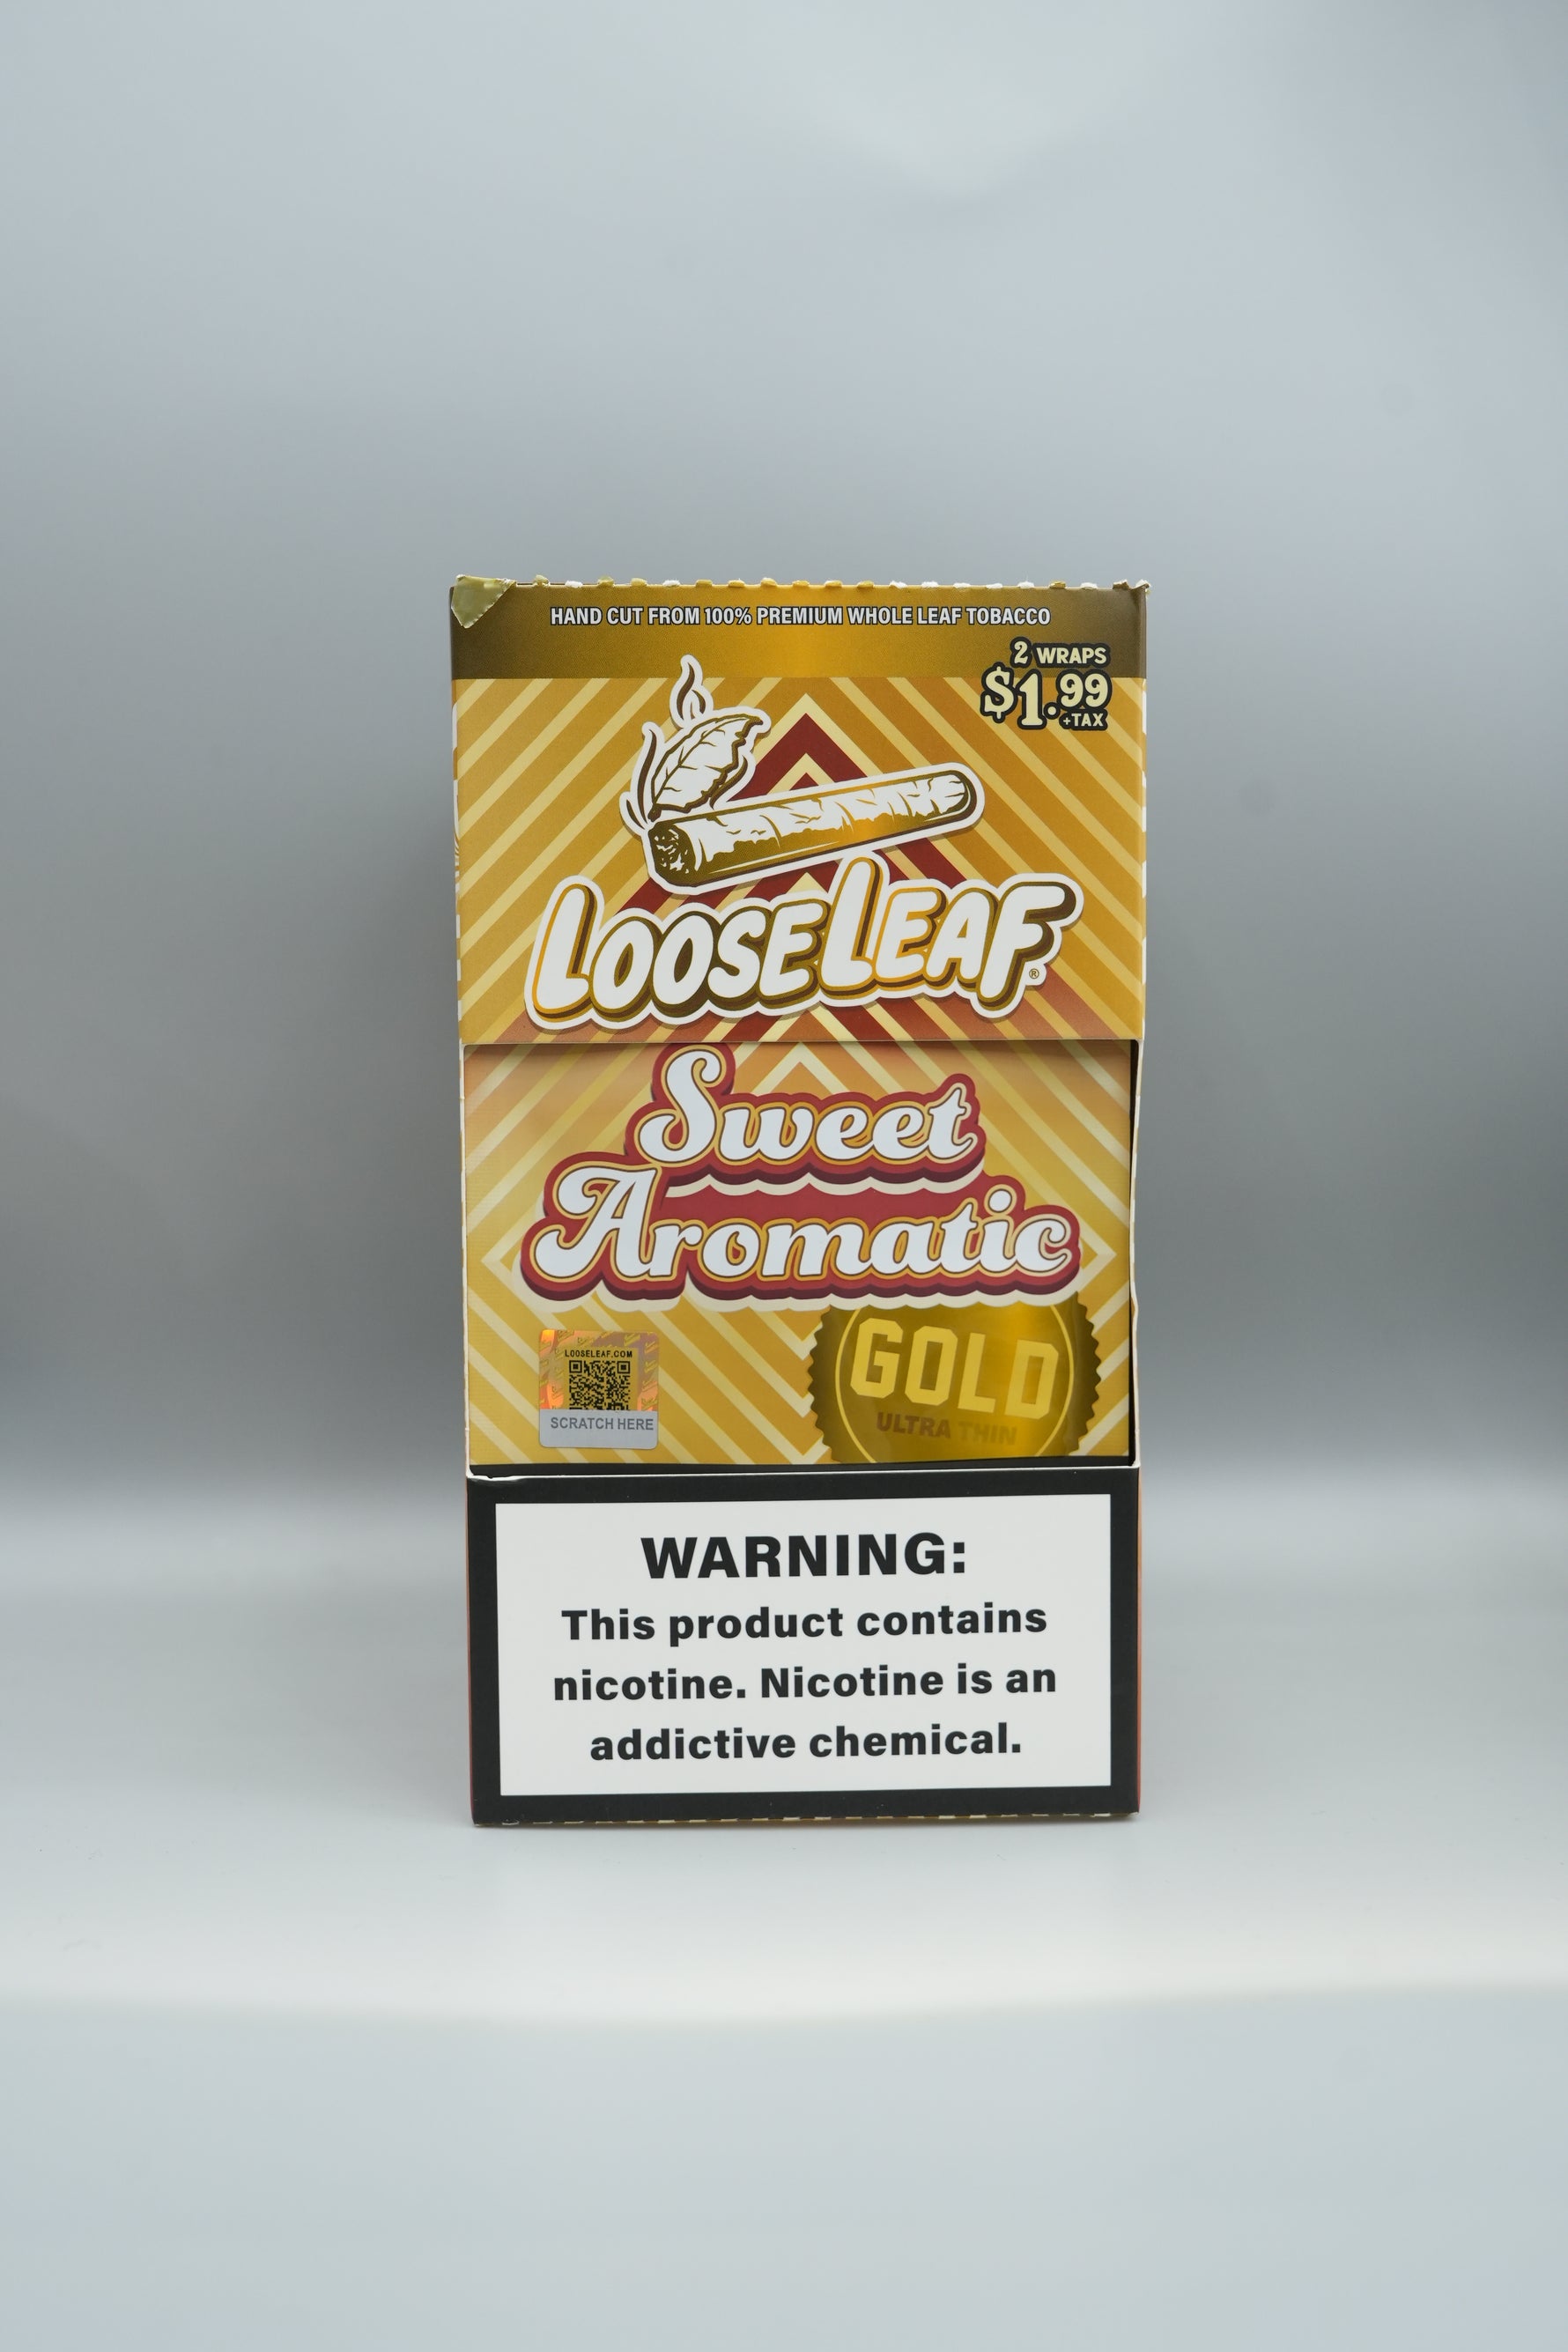 HAND CUT FROM 100% PREMIUM WHOLE LEAF TOBACCO
2 WRAPS
$1.99
+TAX
LOOSELEAF®
Sweet
Aromatic
GOLD
ULTRA THIN
LOOSELEAF.COM
SCRATCH HERE
WARNING:
This product contains
nicotine. Nicotine is an
addictive chemical.